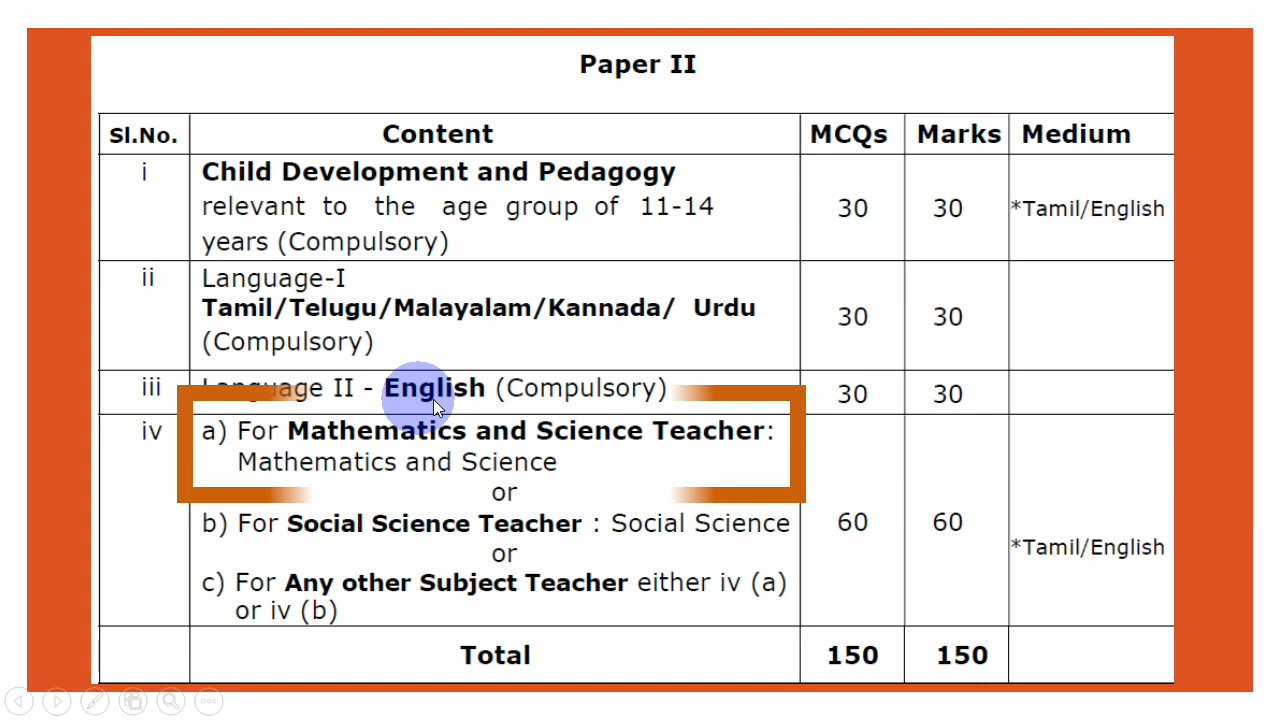 Paper II
Sl.No. Content MCQs Marks Medium
i Child Development and Pedagogy
relevant to the age group of 11-14
years (Compulsory) 30 30 *Tamil/English
ii Language-I
Tamil/Telugu/Malayalam/Kannada/ Urdu
(Compulsory) 30 30
iii Language II - English (Compulsory) 30 30
iv a) For Mathematics and Science Teacher:
Mathematics and Science
or
b) For Social Science Teacher : Social Science 60 60
or *Tamil/English
c) For Any other Subject Teacher either iv (a)
or iv (b)
Total 150 150